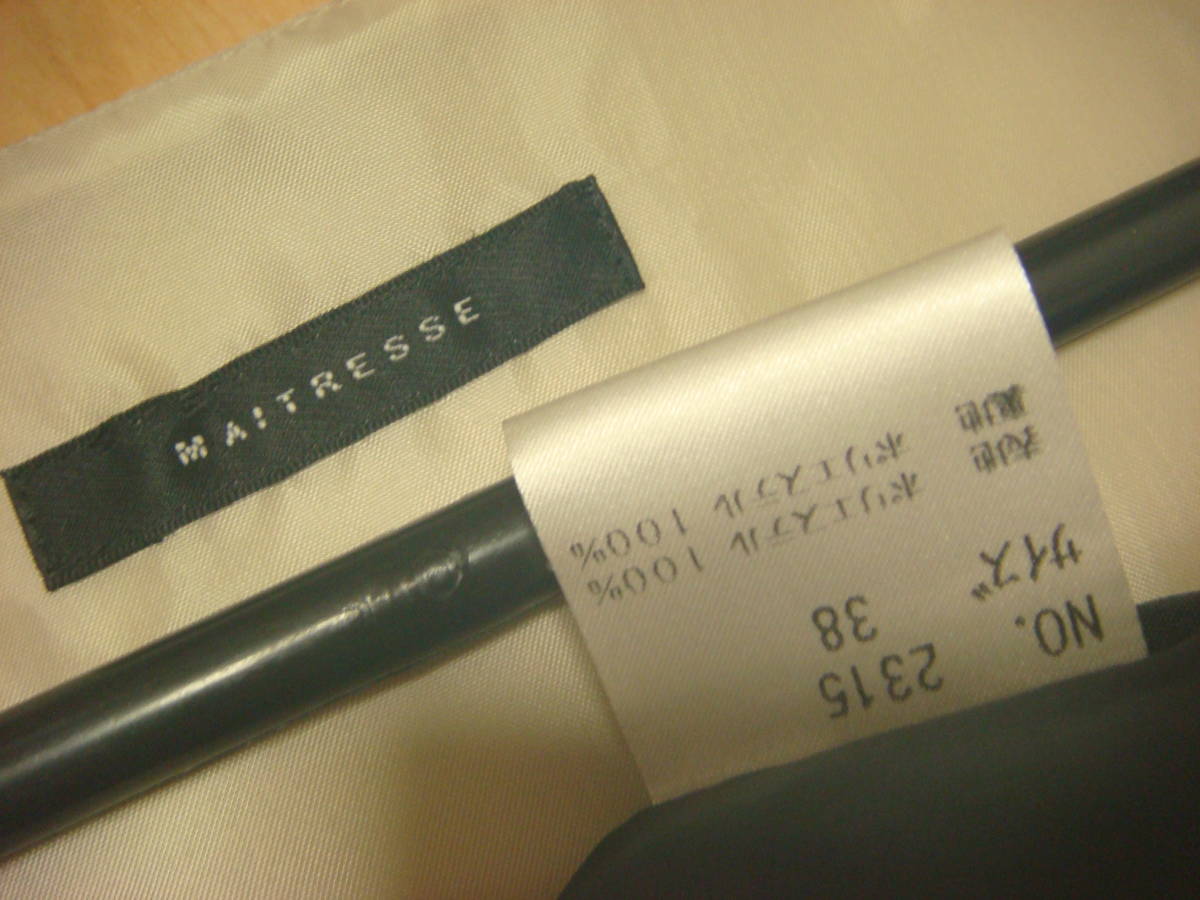 MAITRESSE
NO. 2315
サイズ 38
表地 ポリエステル 100%
裏地 ポリエステル 100%